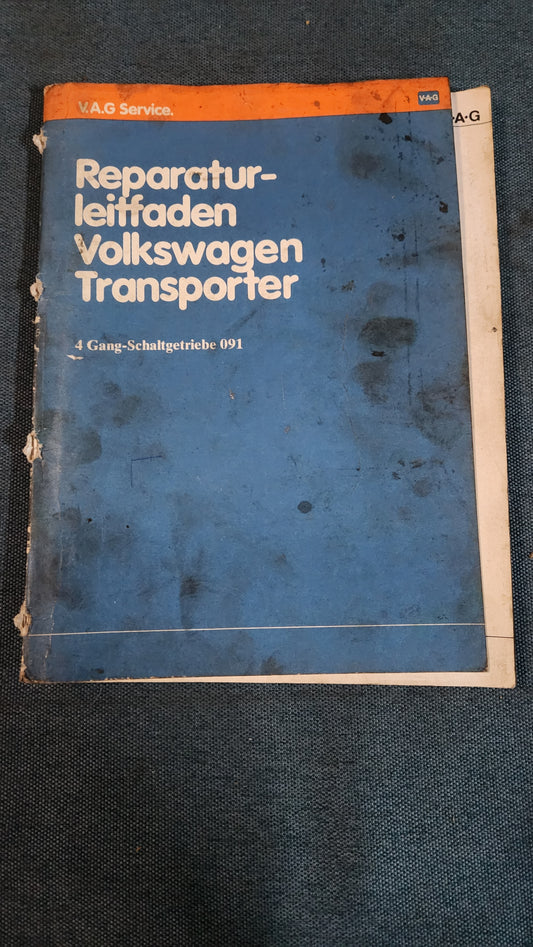 V.A.G Service.
V·A·G
A·G
Reparatur-
leitfaden
Volkswagen
Transporter
4 Gang-Schaltgetriebe 091